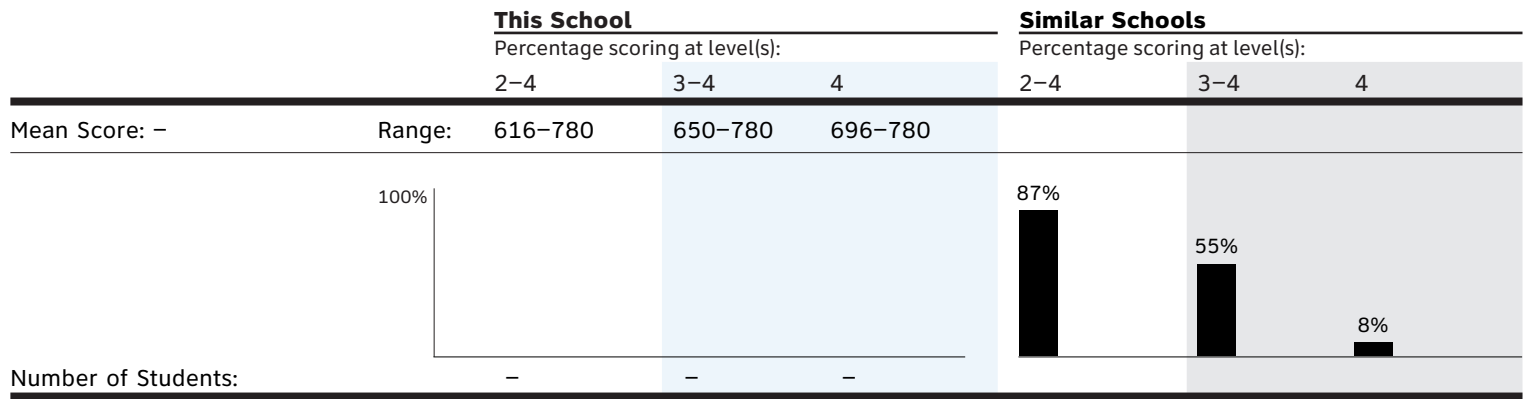 This School Similar Schools
Percentage scoring at level(s): Percentage scoring at level(s):
2–4 3–4 4 2–4 3–4 4
Mean Score: – Range: 616–780 650–780 696–780
100%
87%
55%
8%
Number of Students: – – –